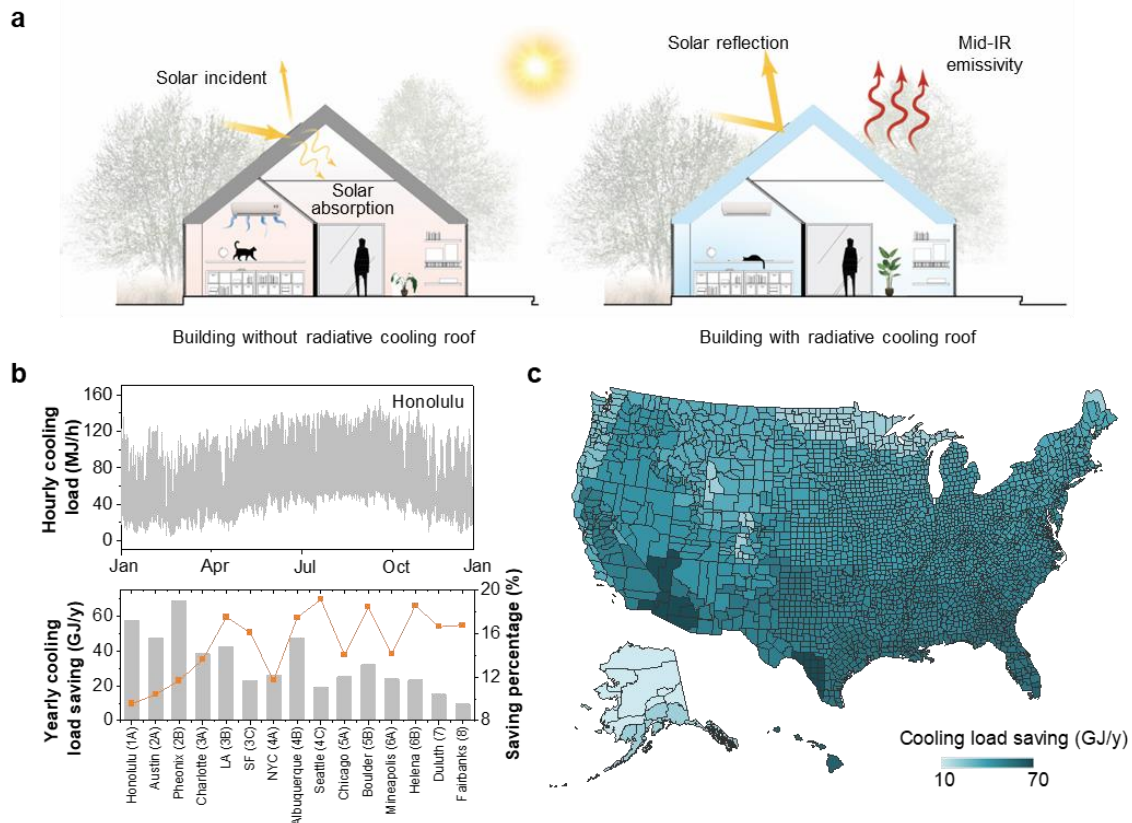 a
Solar incident
Solar
absorption
Building without radiative cooling roof
Solar reflection
Mid-IR
emissivity
Building with radiative cooling roof
b
Hourly cooling
load (MJ/h)
160
120
80
40
0
Honolulu
Jan
Apr
Jul
Oct
Jan
Yearly cooling
load saving (GJ/y)
60
40
20
0
20
16
12
8
Saving percentage (%)
Honolulu (1A)
Austin (2A)
Pheonix (2B)
Charlotte (3A)
LA (3B)
SF (3C)
NYC (4A)
Albuquerque (4B)
Seattle (4C)
Chicago (5A)
Boulder (5B)
Mineapolis (6A)
Helena (6B)
Duluth (7)
Fairbanks (8)
c
Cooling load saving (GJ/y)
10
70